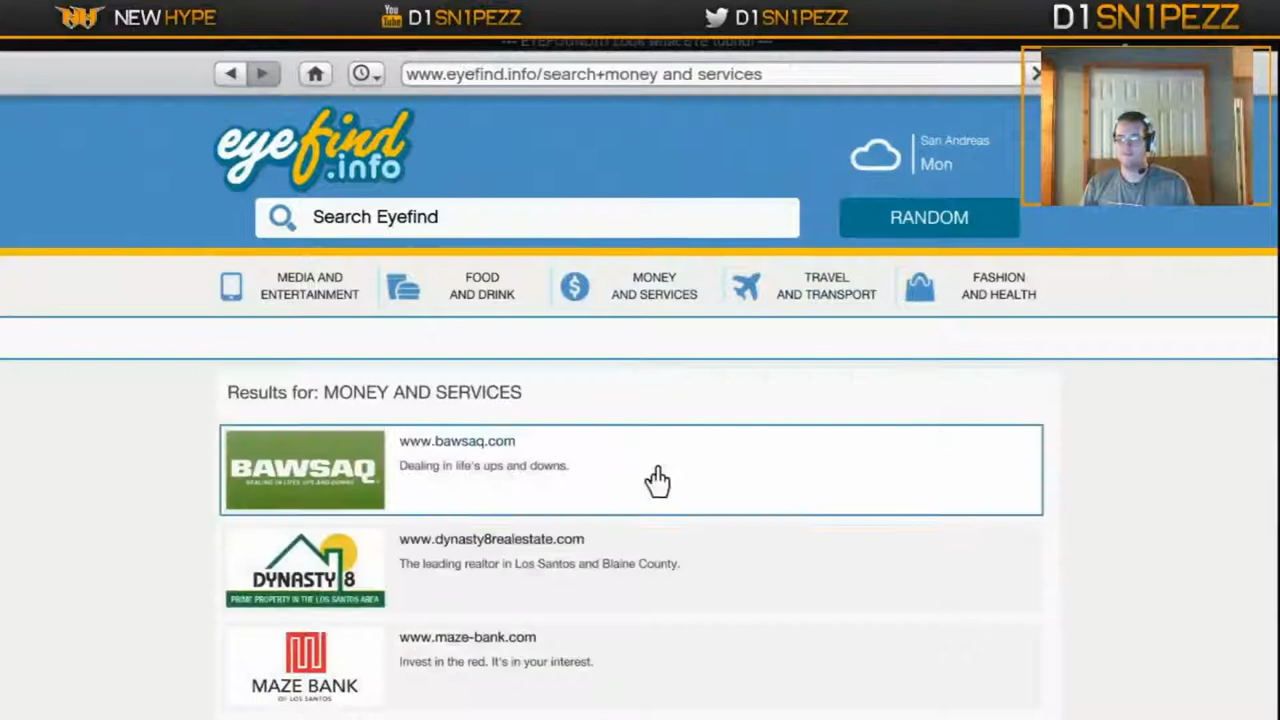 NEW HYPE
You Tube D1SN1PEZZ
D1SN1PEZZ
D1SN1PEZZ
www.eyefind.info/search+money and services
eyefind.info
San Andreas
Mon
Search Eyefind
RANDOM
MEDIA AND ENTERTAINMENT
FOOD AND DRINK
MONEY AND SERVICES
TRAVEL AND TRANSPORT
FASHION AND HEALTH
Results for: MONEY AND SERVICES
BAWSAQ
DEALING IN LIFE'S UPS AND DOWNS
www.bawsaq.com
Dealing in life's ups and downs.
DYNASTY 8
PRIME PROPERTY IN THE LOS SANTOS AREA
www.dynasty8realestate.com
The leading realtor in Los Santos and Blaine County.
MAZE BANK
OF LOS SANTOS
www.maze-bank.com
Invest in the red. It's in your interest.